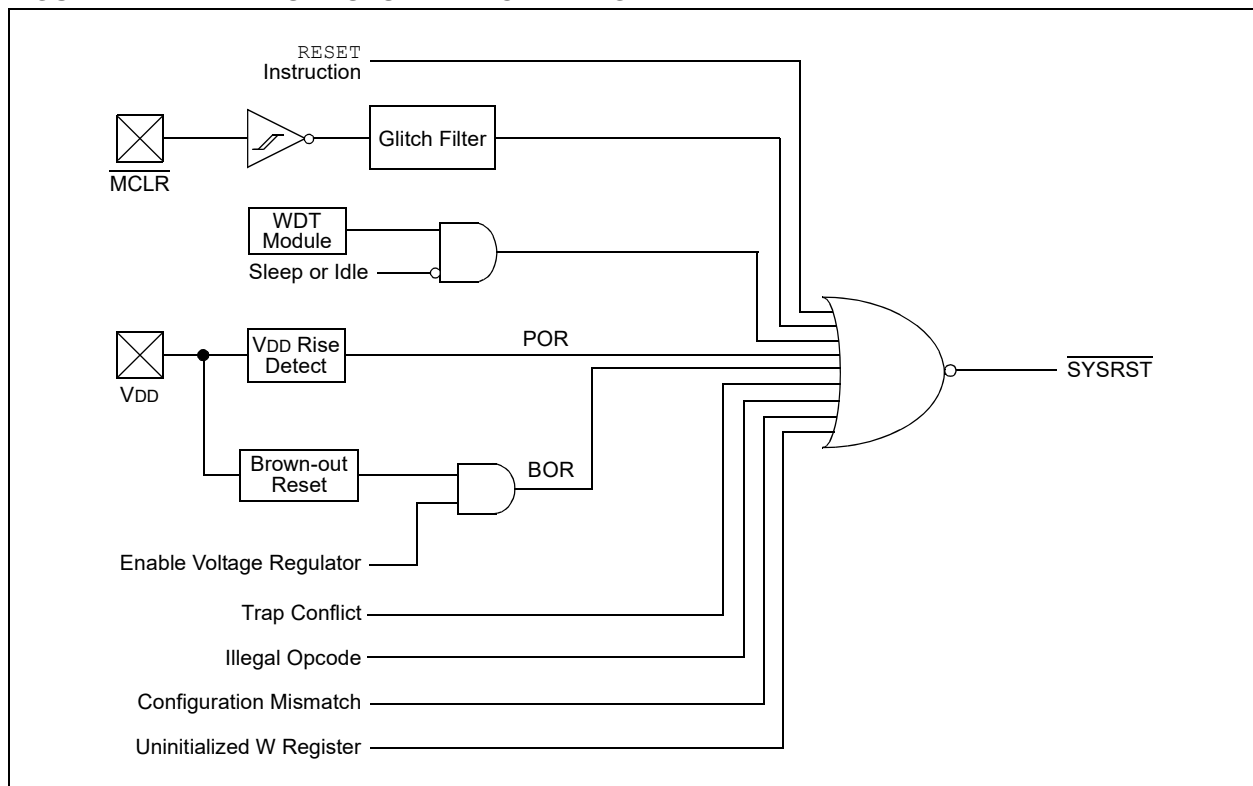 RESET
Instruction
Glitch Filter
MCLR
WDT
Module
Sleep or Idle
VDD Rise
Detect
POR
VDD
SYSRST
Brown-out
Reset
BOR
Enable Voltage Regulator
Trap Conflict
Illegal Opcode
Configuration Mismatch
Uninitialized W Register